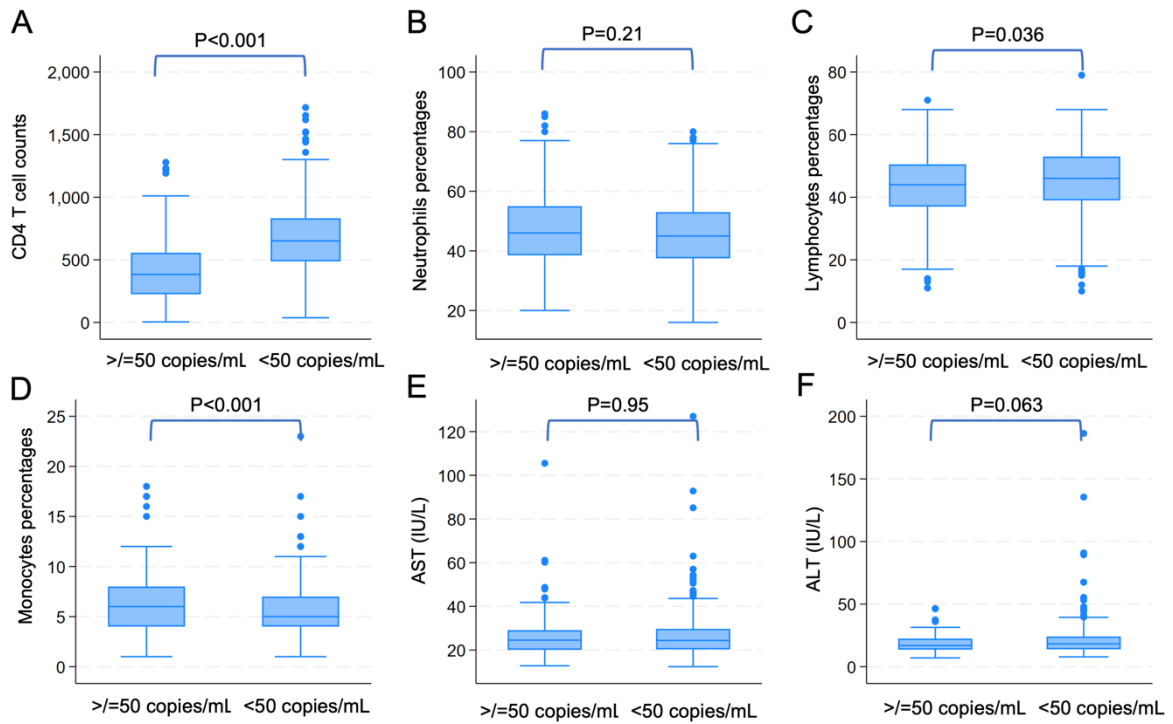 A
P<0.001
2,000
1,500
1,000
500
0
CD4 T cell counts
>/=50 copies/mL <50 copies/mL
B
P=0.21
100
80
60
40
20
Neutrophils percentages
>/=50 copies/mL <50 copies/mL
C
P=0.036
80
60
40
20
0
Lymphocytes percentages
>/=50 copies/mL <50 copies/mL
D
P<0.001
25
20
15
10
5
0
Monocytes percentages
>/=50 copies/mL <50 copies/mL
E
P=0.95
120
100
80
60
40
20
AST (IU/L)
>/=50 copies/mL <50 copies/mL
F
P=0.063
200
150
100
50
0
ALT (IU/L)
>/=50 copies/mL <50 copies/mL